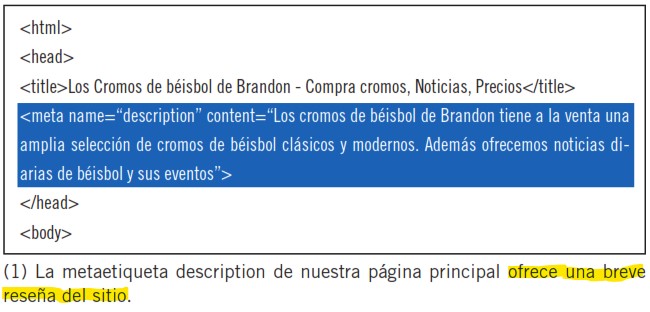 <html>
<head>
<title>Los Cromos de béisbol de Brandon - Compra cromos, Noticias, Precios</title>
<meta name=“description” content=“Los cromos de béisbol de Brandon tiene a la venta una
amplia selección de cromos de béisbol clásicos y modernos. Además ofrecemos noticias di-
arias de béisbol y sus eventos”>
</head>
<body>
(1) La metaetiqueta description de nuestra página principal ofrece una breve
reseña del sitio.